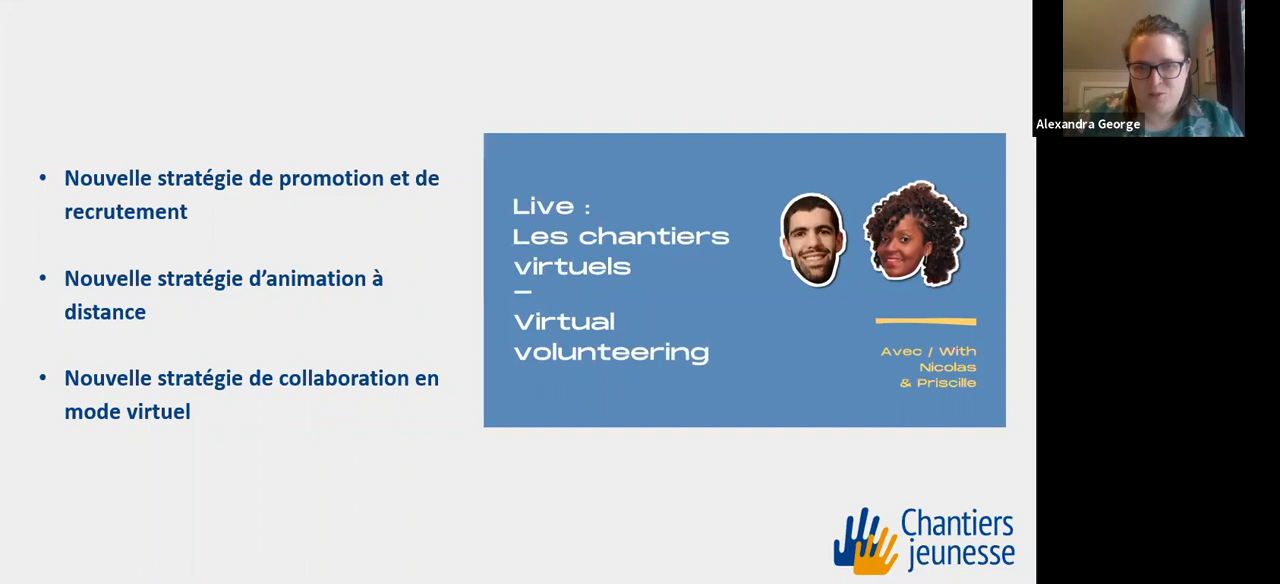 Nouvelle stratégie de promotion et de
recrutement
Nouvelle stratégie d’animation à
distance
Nouvelle stratégie de collaboration en
mode virtuel
Live :
Les chantiers
virtuels
–
Virtual
volunteering
Avec / With
Nicolas
& Priscille
Chantiers
jeunesse
Alexandra George